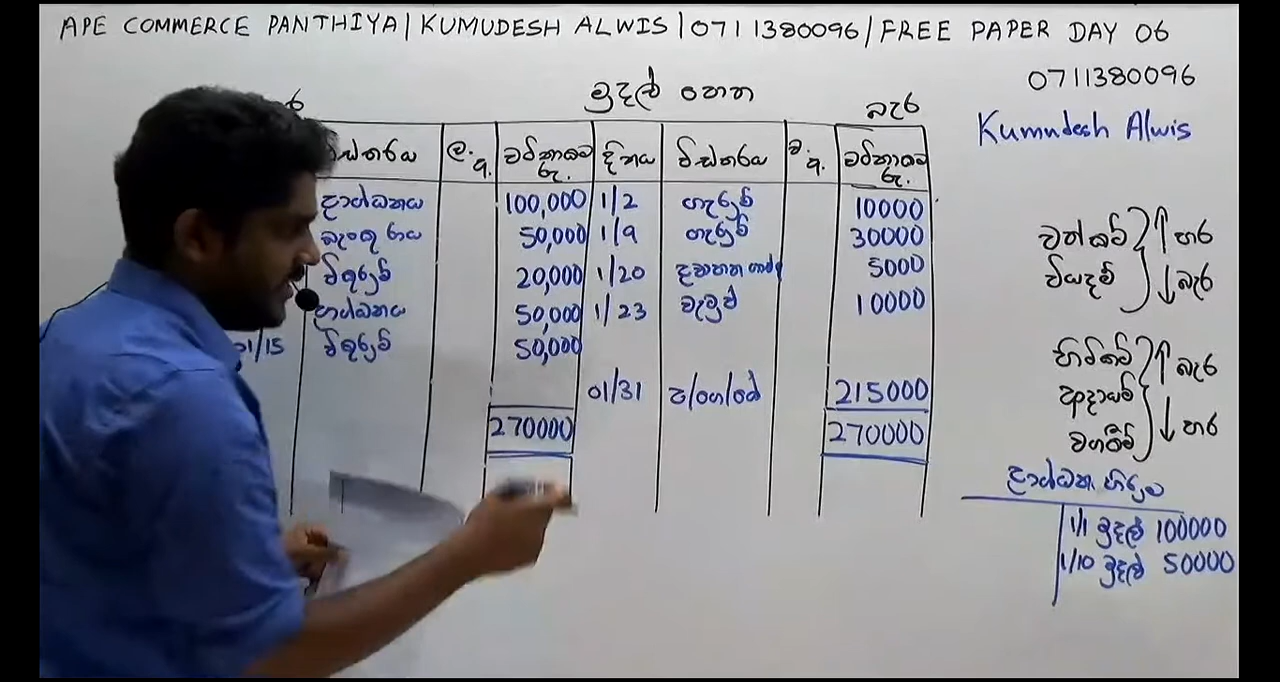 APE COMMERCE PANTHIYA | KUMUDESH ALWIS | 0711380096 | FREE PAPER DAY 06
0711380096
මුදල් පොත
බැර
Kumudesh Alwis
විස්තරය ල. පි. වටිනාකම රු. දිනය විස්තරය ව. පි. වටිනාකම රු.
ප්‍රාග්ධනය 100,000 1/2 ගැනුම් 10000
බැංකු ණය 50,000 1/9 ගැනුම් 30000
විකුණුම් 20,000 1/20 5000
ප්‍රාග්ධනය 50,000 1/23 වැටුප් 10000
01/15 විකුණුම් 50,000
01/31 ප/ගෙ/ගේ 215000
270000 270000
වත්කම් හර
වියදම් බැර
හිමිකම් බැර
ආදායම්
වගකීම් හර
ප්‍රාග්ධන ගිණුම
1/1 මුදල් 100000
1/10 මුදල් 50000